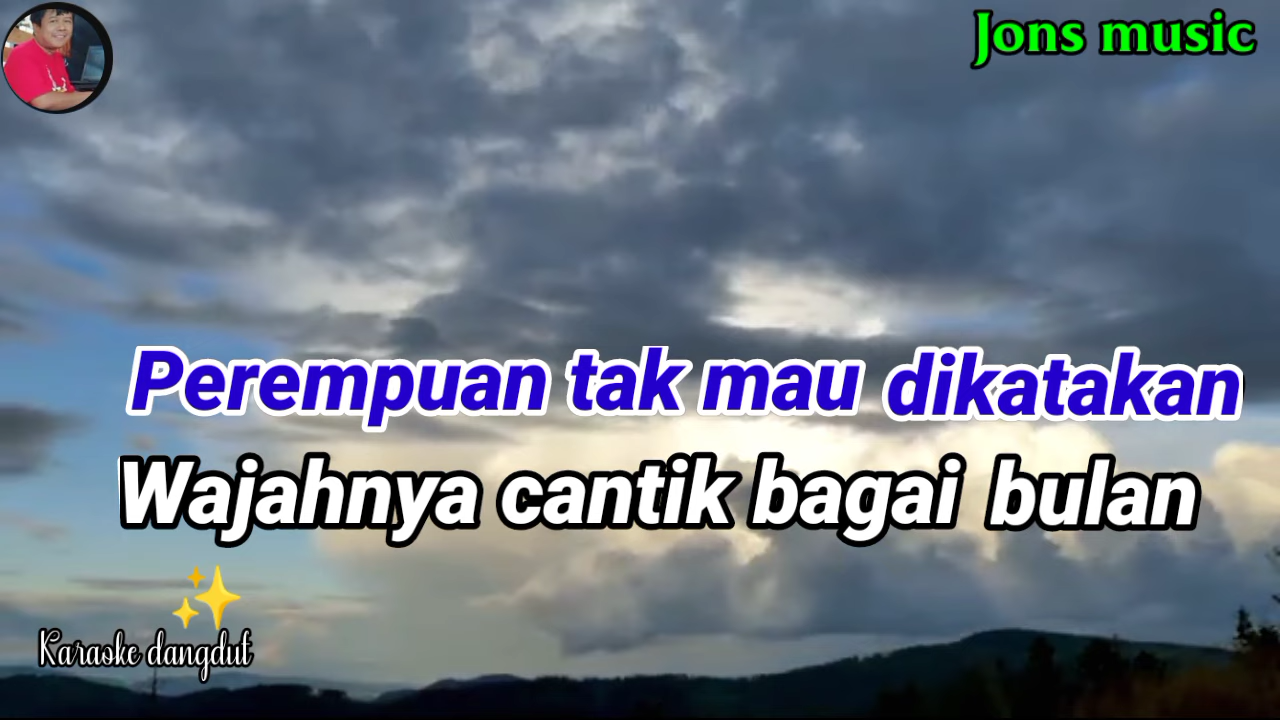 Jons music
Perempuan tak mau dikatakan
Wajahnya cantik bagai bulan
Karaoke dangdut